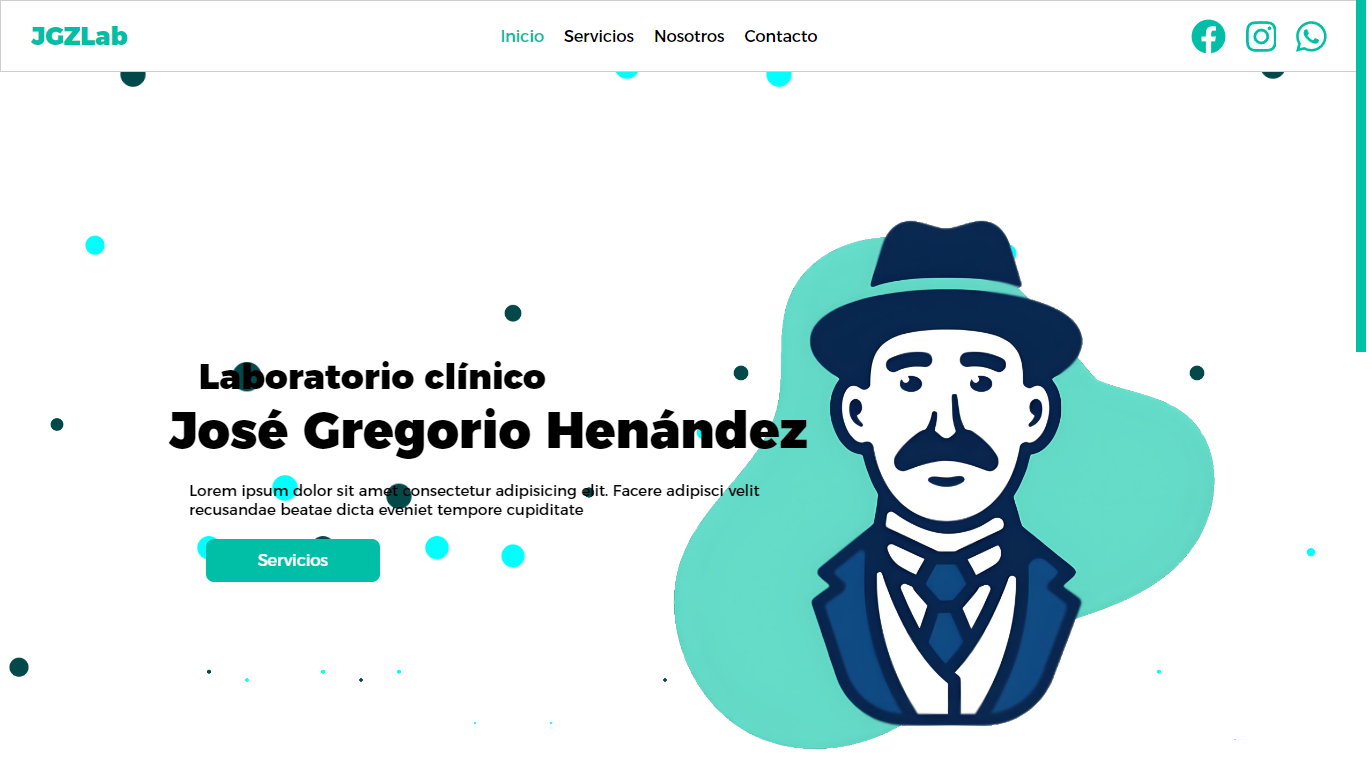 JGZLab
Inicio Servicios Nosotros Contacto
Laboratorio clínico
José Gregorio Henández
Lorem ipsum dolor sit amet consectetur adipisicing elit. Facere adipisci velit
recusandae beatae dicta eveniet tempore cupiditate
Servicios